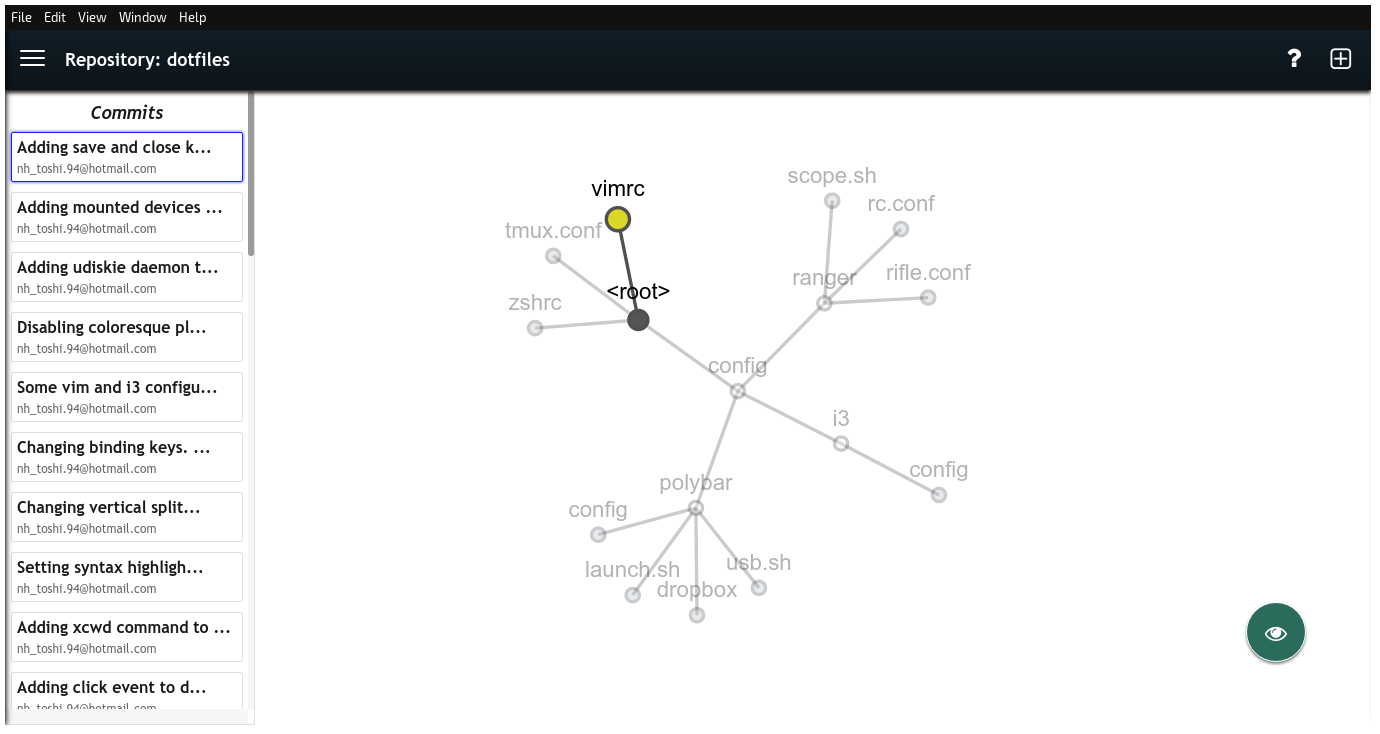 File Edit View Window Help
Repository: dotfiles
?
Commits
Adding save and close k...
nh_toshi.94@hotmail.com
Adding mounted devices ...
nh_toshi.94@hotmail.com
Adding udiskie daemon t...
nh_toshi.94@hotmail.com
Disabling coloresque pl...
nh_toshi.94@hotmail.com
Some vim and i3 configu...
nh_toshi.94@hotmail.com
Changing binding keys. ...
nh_toshi.94@hotmail.com
Changing vertical split...
nh_toshi.94@hotmail.com
Setting syntax highligh...
nh_toshi.94@hotmail.com
Adding xcwd command to ...
nh_toshi.94@hotmail.com
Adding click event to d...
nh_toshi.94@hotmail.com
scope.sh
vimrc
rc.conf
tmux.conf
rifle.conf
ranger
<root>
zshrc
config
i3
config
polybar
config
usb.sh
launch.sh
dropbox